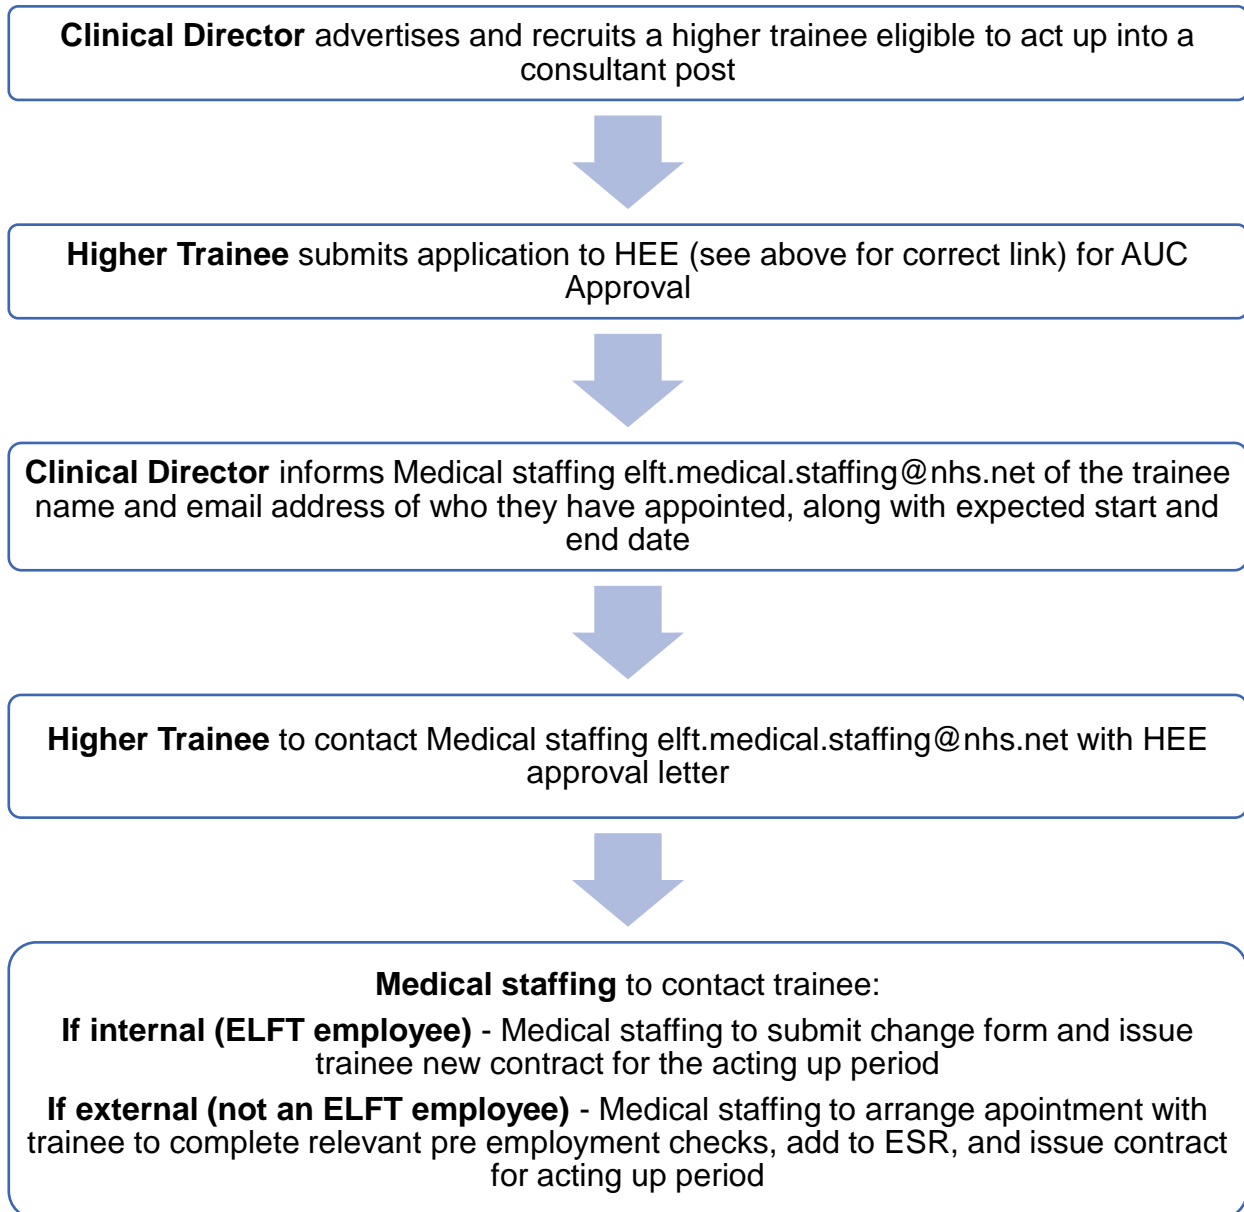 Clinical Director advertises and recruits a higher trainee eligible to act up into a
consultant post
Higher Trainee submits application to HEE (see above for correct link) for AUC
Approval
Clinical Director informs Medical staffing elft.medical.staffing@nhs.net of the trainee
name and email address of who they have appointed, along with expected start and
end date
Higher Trainee to contact Medical staffing elft.medical.staffing@nhs.net with HEE
approval letter
Medical staffing to contact trainee:
If internal (ELFT employee) - Medical staffing to submit change form and issue
trainee new contract for the acting up period
If external (not an ELFT employee) - Medical staffing to arrange apointment with
trainee to complete relevant pre employment checks, add to ESR, and issue contract
for acting up period